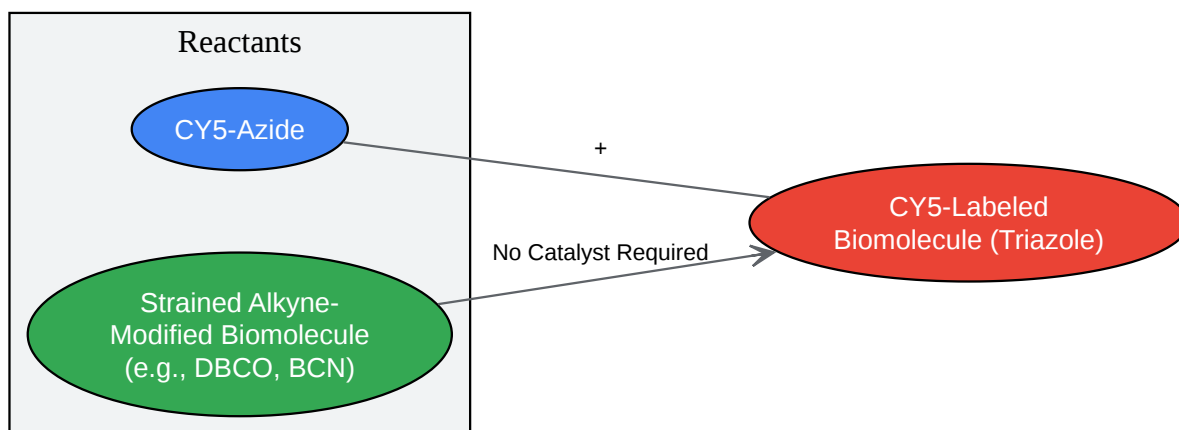 Reactants
CY5-Azide
+
CY5-Labeled
Biomolecule (Triazole)
No Catalyst Required
Strained Alkyne-
Modified Biomolecule
(e.g., DBCO, BCN)